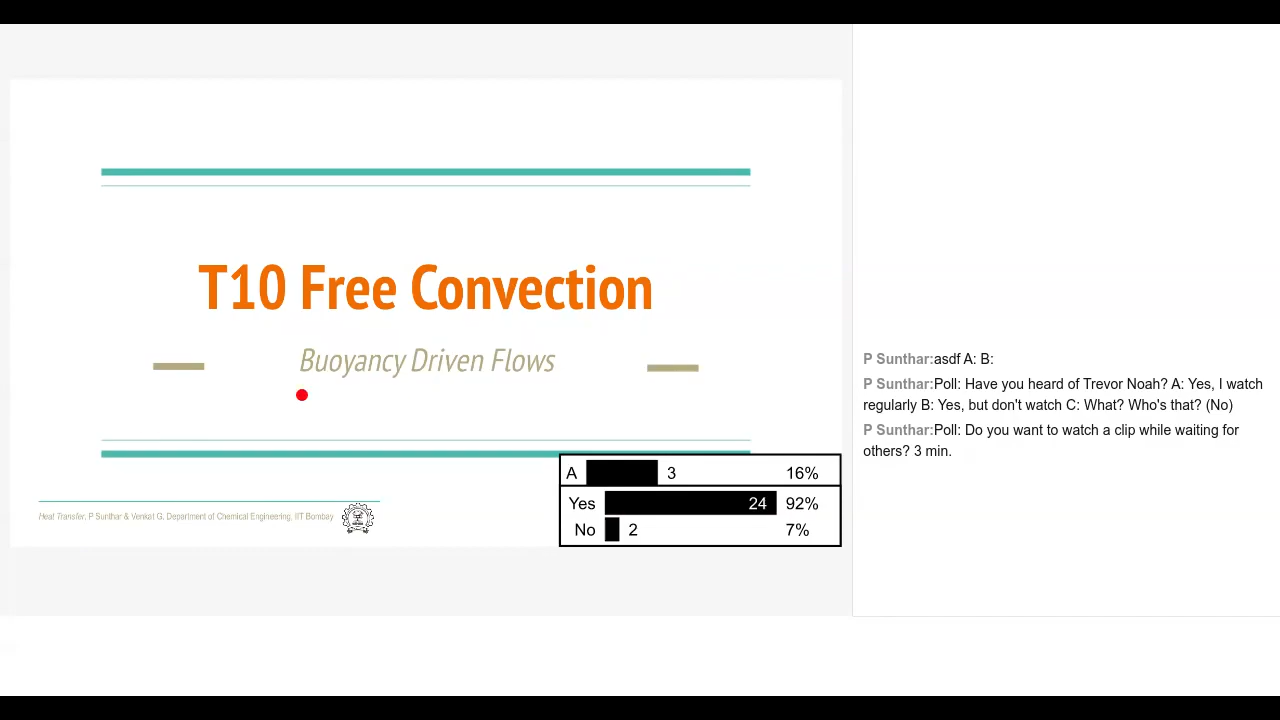 T10 Free Convection
Buoyancy Driven Flows
Heat Transfer, P Sunthar & Venkat G, Department of Chemical Engineering, IIT Bombay
A 3 16%
Yes 24 92%
No 2 7%
P Sunthar:asdf A: B:
P Sunthar:Poll: Have you heard of Trevor Noah? A: Yes, I watch
regularly B: Yes, but don't watch C: What? Who's that? (No)
P Sunthar:Poll: Do you want to watch a clip while waiting for
others? 3 min.